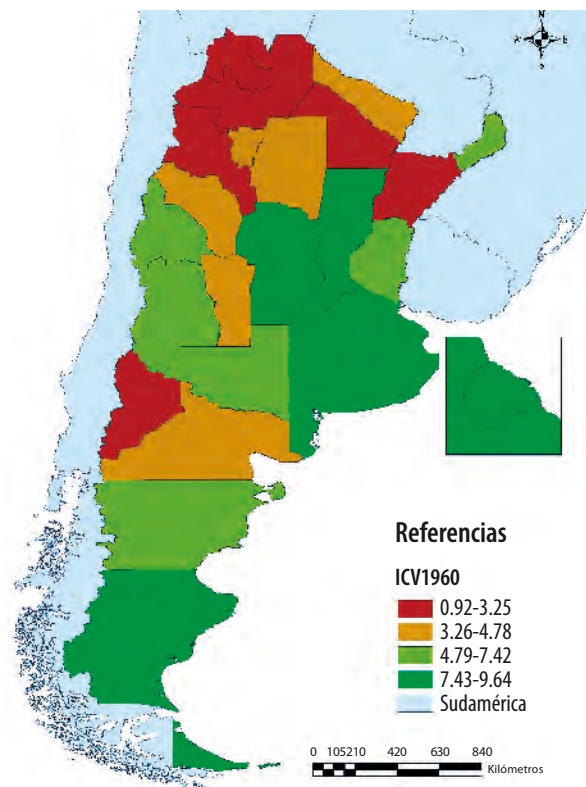 N
E
S
Referencias
ICV1960
0.92-3.25
3.26-4.78
4.79-7.42
7.43-9.64
Sudamérica
0 105210 420 630 840
Kilómetros